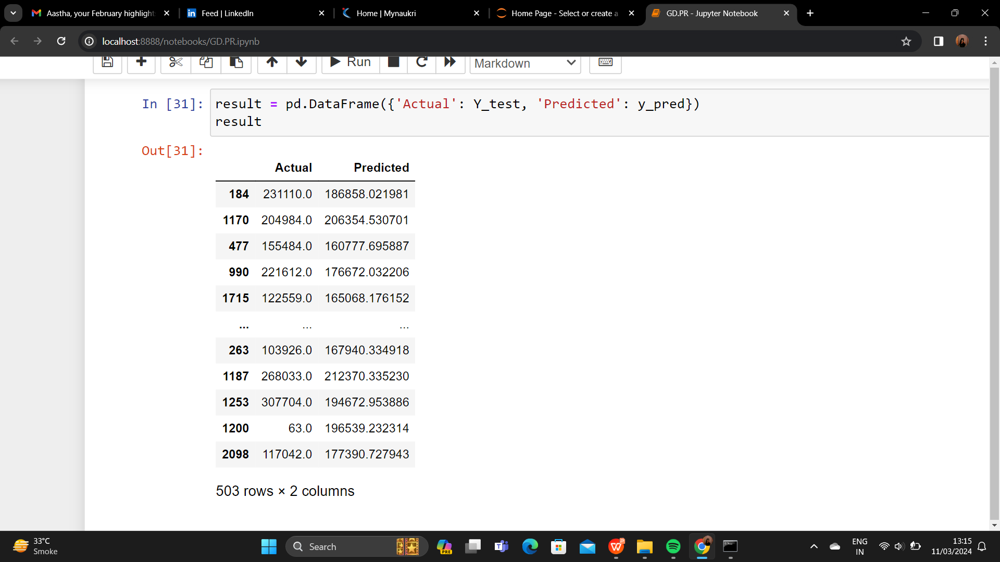 Aastha, your February highlight
Feed | LinkedIn
Home | Mynaukri
Home Page - Select or create a
GD.PR - Jupyter Notebook
localhost:8888/notebooks/GD.PR.ipynb
Run
Markdown
In [31]: result = pd.DataFrame({'Actual': Y_test, 'Predicted': y_pred})
result
Out[31]:
Actual Predicted
184 231110.0 186858.021981
1170 204984.0 206354.530701
477 155484.0 160777.695887
990 221612.0 176672.032206
1715 122559.0 165068.176152
... ... ...
263 103926.0 167940.334918
1187 268033.0 212370.335230
1253 307704.0 194672.953886
1200 63.0 196539.232314
2098 117042.0 177390.727943
503 rows × 2 columns
33°C
Smoke
Search
PRE
ENG
IN
13:15
11/03/2024